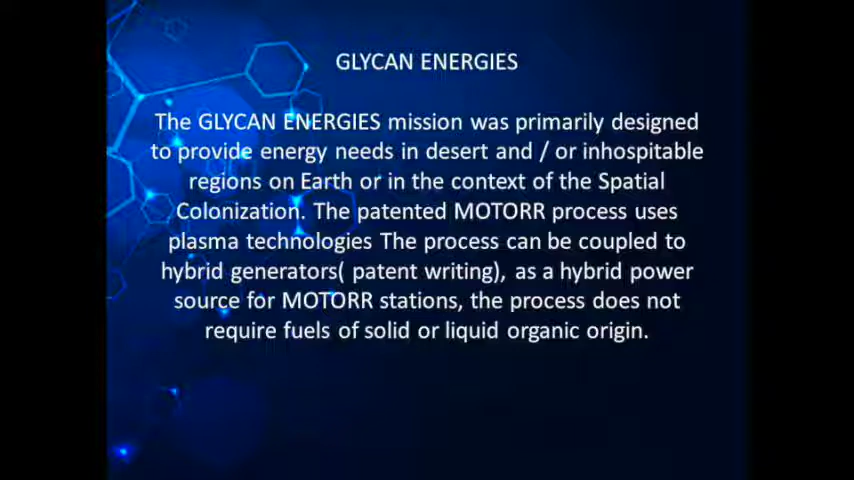 GLYCAN ENERGIES
The GLYCAN ENERGIES mission was primarily designed
to provide energy needs in desert and / or inhospitable
regions on Earth or in the context of the Spatial
Colonization. The patented MOTORR process uses
plasma technologies The process can be coupled to
hybrid generators( patent writing), as a hybrid power
source for MOTORR stations, the process does not
require fuels of solid or liquid organic origin.